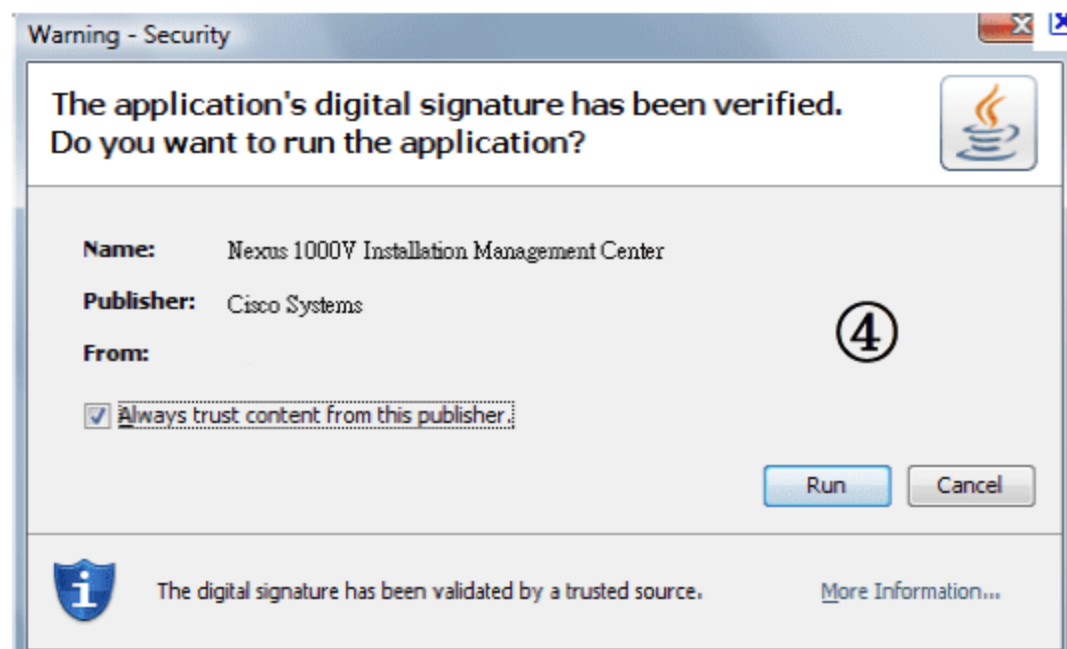 Warning - Security
The application's digital signature has been verified.
Do you want to run the application?
Name: Nexus 1000V Installation Management Center
Publisher: Cisco Systems
From:
④
Always trust content from this publisher.
Run Cancel
The digital signature has been validated by a trusted source. More Information...